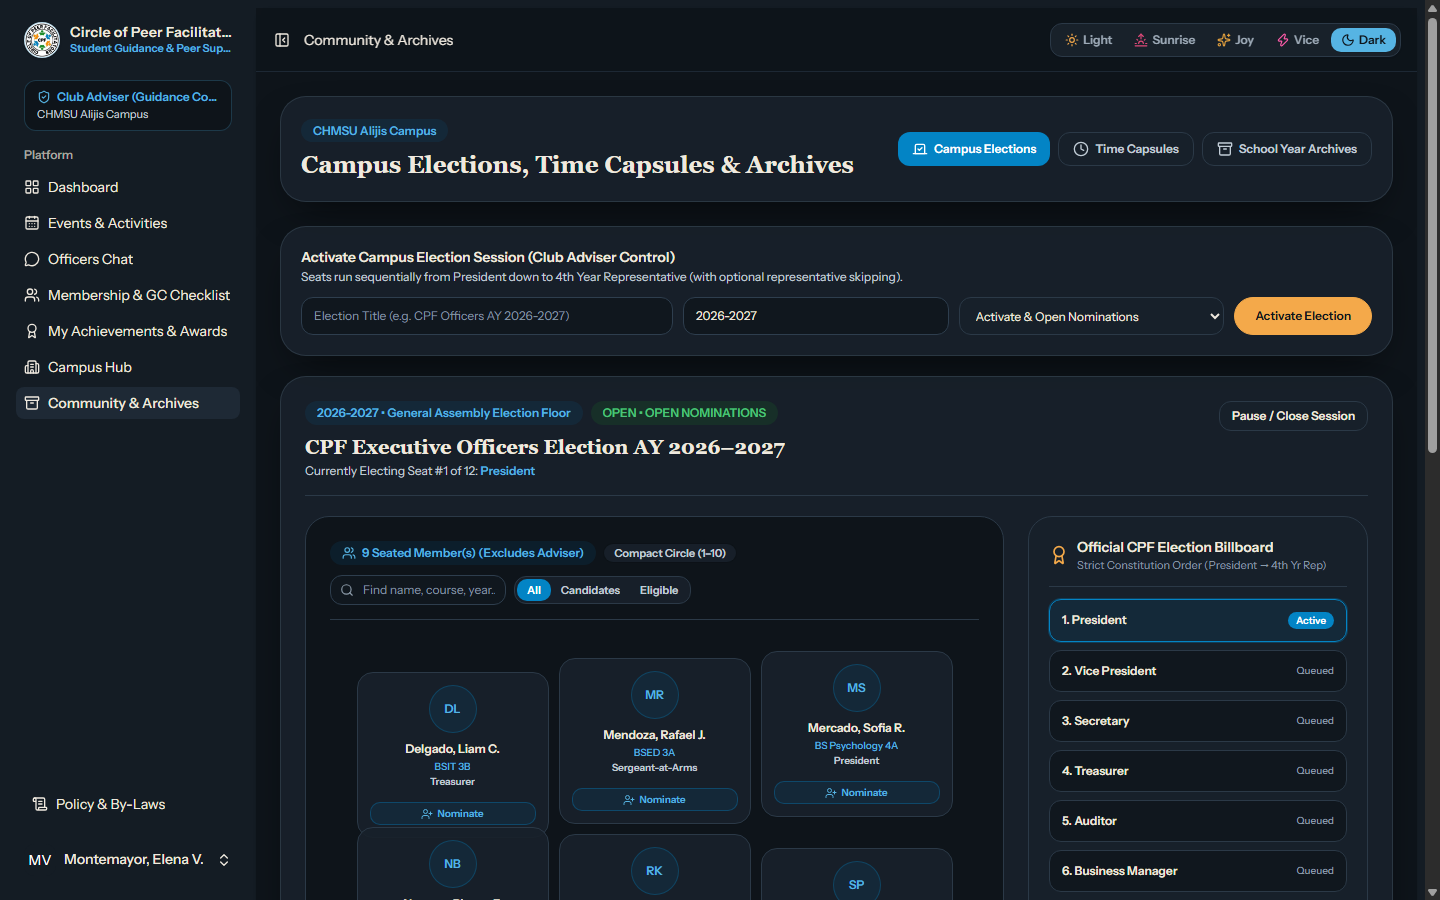 Circle of Peer Facilitat...
Student Guidance & Peer Sup...
Club Adviser (Guidance Co...
CHMSU Alijis Campus
Platform
Dashboard
Events & Activities
Officers Chat
Membership & GC Checklist
My Achievements & Awards
Campus Hub
Community & Archives
Policy & By-Laws
MV Montemayor, Elena V.
Community & Archives
Light Sunrise Joy Vice Dark
CHMSU Alijis Campus
Campus Elections, Time Capsules & Archives
Campus Elections Time Capsules School Year Archives
Activate Campus Election Session (Club Adviser Control)
Seats run sequentially from President down to 4th Year Representative (with optional representative skipping).
Election Title (e.g. CPF Officers AY 2026-2027) 2026-2027 Activate & Open Nominations Activate Election
2026-2027 • General Assembly Election Floor OPEN • OPEN NOMINATIONS
Pause / Close Session
CPF Executive Officers Election AY 2026–2027
Currently Electing Seat #1 of 12: President
9 Seated Member(s) (Excludes Adviser) Compact Circle (1-10)
Find name, course, year.. All Candidates Eligible
DL
Delgado, Liam C.
BSIT 3B
Treasurer
Nominate
MR
Mendoza, Rafael J.
BSED 3A
Sergeant-at-Arms
Nominate
MS
Mercado, Sofia R.
BS Psychology 4A
President
Nominate
NB
RK
SP
Official CPF Election Billboard
Strict Constitution Order (President → 4th Yr Rep)
1. President Active
2. Vice President Queued
3. Secretary Queued
4. Treasurer Queued
5. Auditor Queued
6. Business Manager Queued